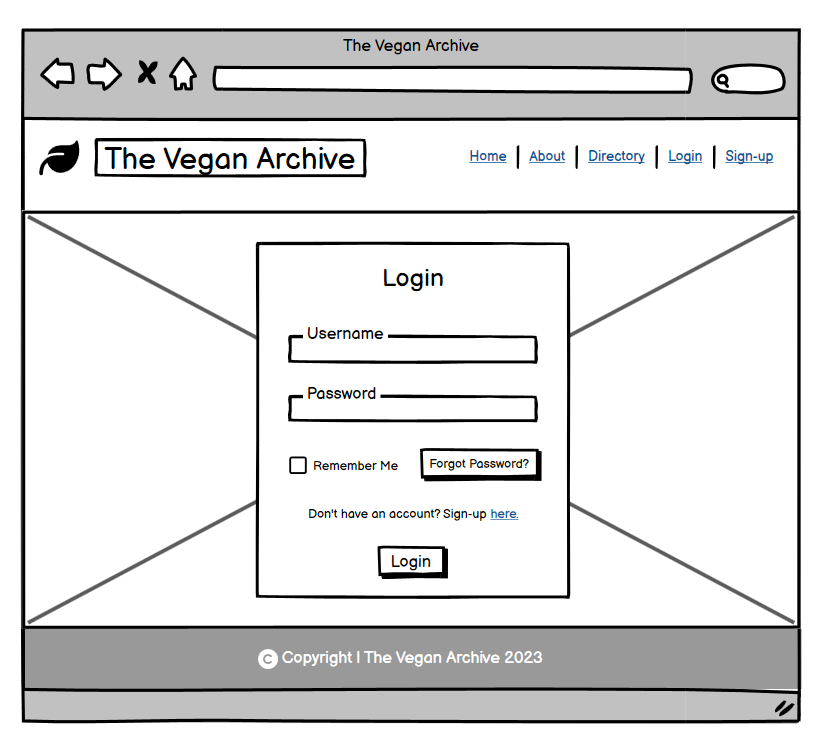 The Vegan Archive
The Vegan Archive
Home | About | Directory | Login | Sign-up
Login
Username
Password
Remember Me
Forgot Password?
Don't have an account? Sign-up here.
Login
© Copyright | The Vegan Archive 2023